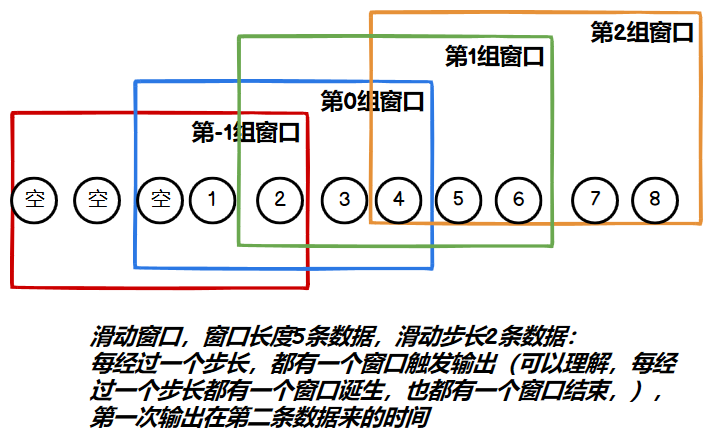 第2组窗口
第1组窗口
第0组窗口
第-1组窗口
空 空 空 1 2 3 4 5 6 7 8
滑动窗口，窗口长度5条数据，滑动步长2条数据：
每经过一个步长，都有一个窗口触发输出（可以理解，每经
过一个步长都有一个窗口诞生，也都有一个窗口结束，），
第一次输出在第二条数据来的时间